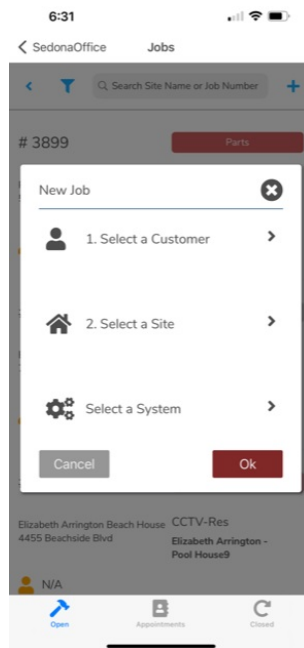 6:31
SedonaOffice Jobs
Search Site Name or Job Number
# 3899 Parts
New Job
1. Select a Customer
2. Select a Site
Select a System
Cancel Ok
Elizabeth Arrington Beach House CCTV-Res
4455 Beachside Blvd Elizabeth Arrington -
Pool House9
N/A
Open Appointments Closed